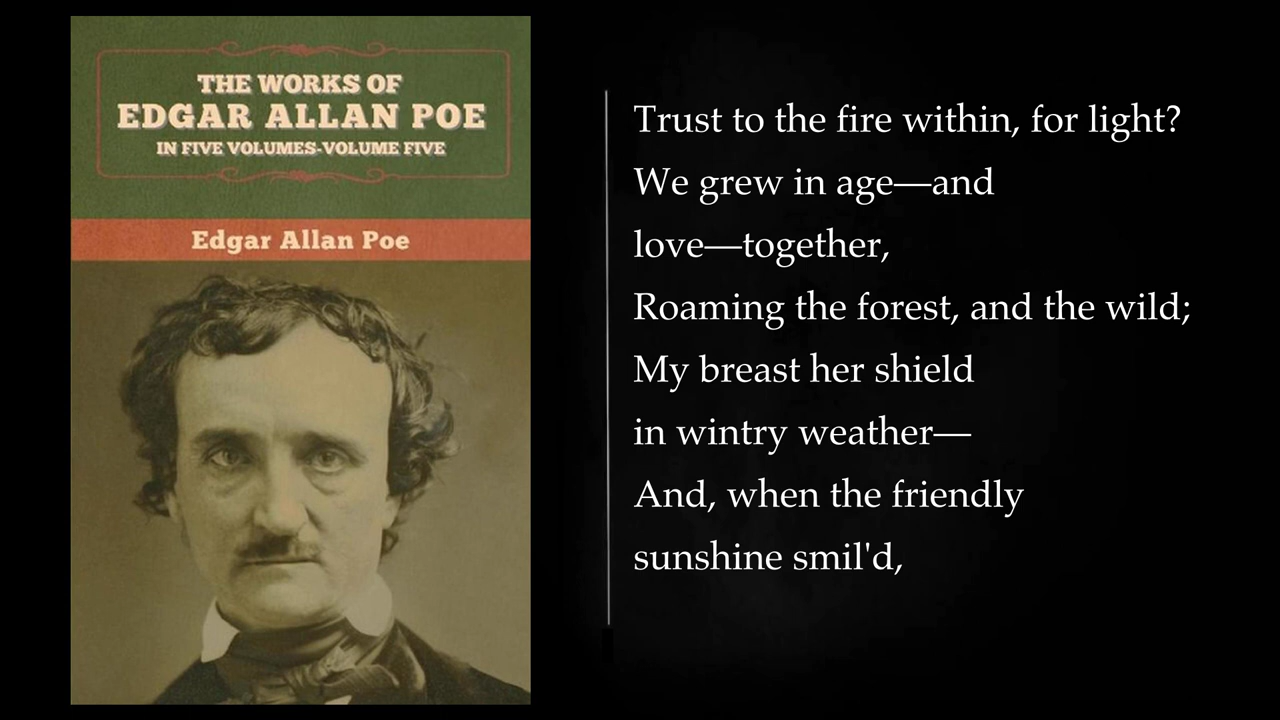 THE WORKS OF
EDGAR ALLAN POE
IN FIVE VOLUMES-VOLUME FIVE
Edgar Allan Poe
Trust to the fire within, for light?
We grew in age—and
love—together,
Roaming the forest, and the wild;
My breast her shield
in wintry weather—
And, when the friendly
sunshine smil'd,